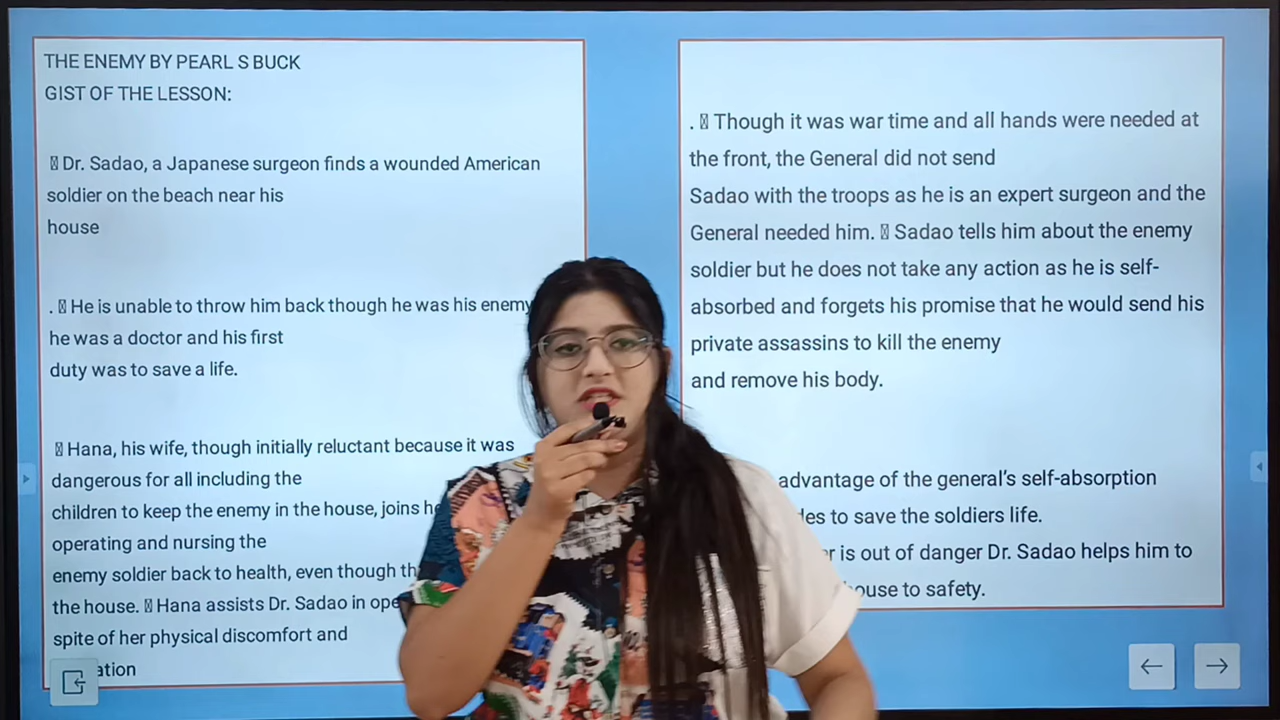 THE ENEMY BY PEARL S BUCK
GIST OF THE LESSON:
Dr. Sadao, a Japanese surgeon finds a wounded American
soldier on the beach near his
house
. He is unable to throw him back though he was his enemy
he was a doctor and his first
duty was to save a life.
Hana, his wife, though initially reluctant because it was
dangerous for all including the
children to keep the enemy in the house, joins
operating and nursing the
enemy soldier back to health, even though
the house. Hana assists Dr. Sadao in
spite of her physical discomfort and
. Though it was war time and all hands were needed at
the front, the General did not send
Sadao with the troops as he is an expert surgeon and the
General needed him. Sadao tells him about the enemy
soldier but he does not take any action as he is self-
absorbed and forgets his promise that he would send his
private assassins to kill the enemy
and remove his body.
advantage of the general’s self-absorption
to save the soldiers life.
is out of danger Dr. Sadao helps him to
to safety.